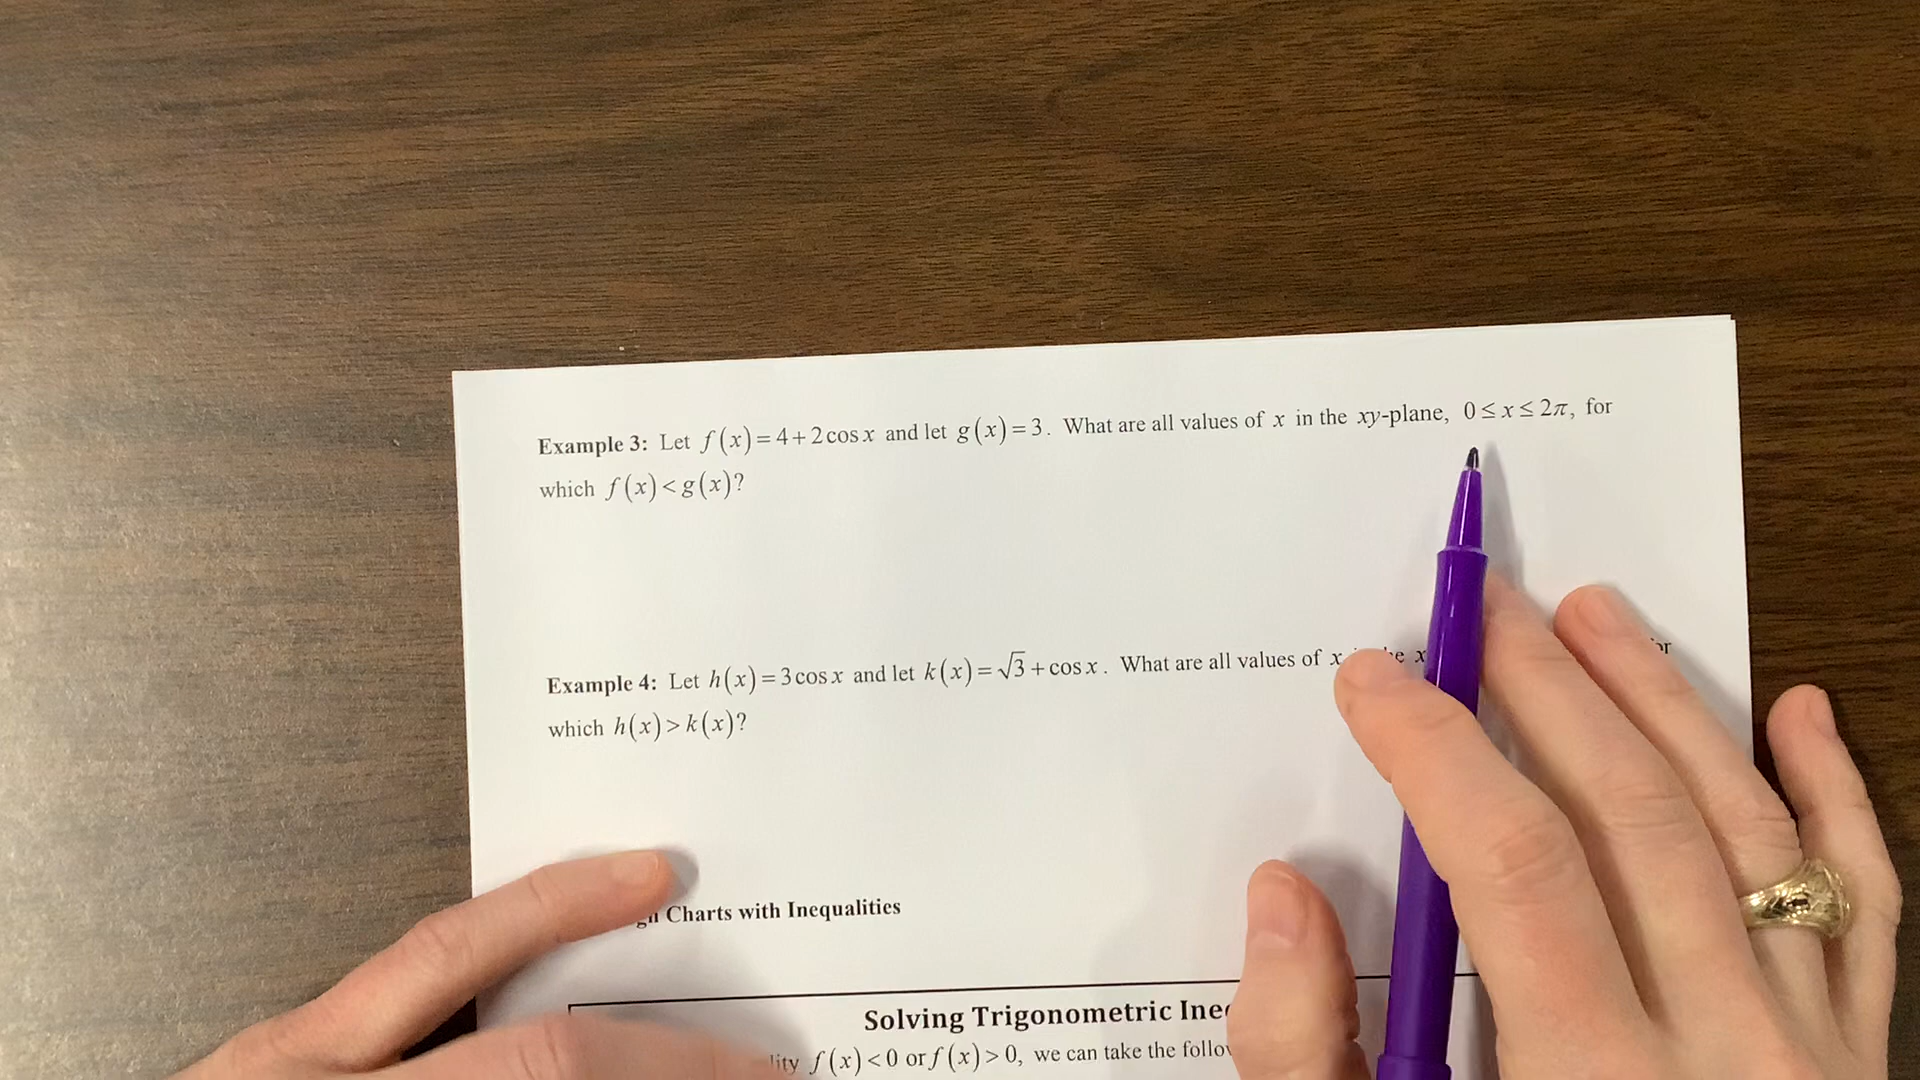 Example 3: Let f(x) = 4 + 2cos x and let g(x) = 3. What are all values of x in the xy-plane, 0 ≤ x ≤ 2π, for
which f(x) < g(x)?
Example 4: Let h(x) = 3cos x and let k(x) = √3 + cos x. What are all values of x
which h(x) > k(x)?
Charts with Inequalities
Solving Trigonometric
f(x) < 0 or f(x) > 0, we can take the